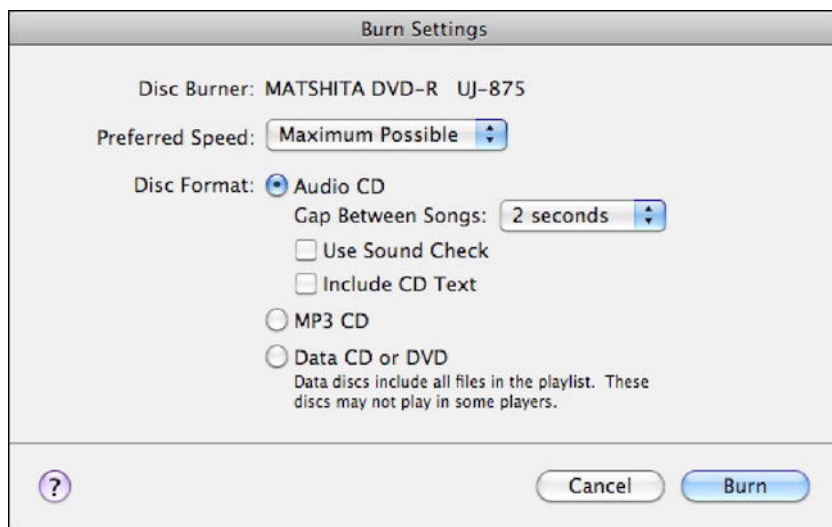 Burn Settings
Disc Burner: MATSHITA DVD-R UJ-875
Preferred Speed: Maximum Possible
Disc Format: Audio CD
Gap Between Songs: 2 seconds
Use Sound Check
Include CD Text
MP3 CD
Data CD or DVD
Data discs include all files in the playlist. These
discs may not play in some players.
? Cancel Burn